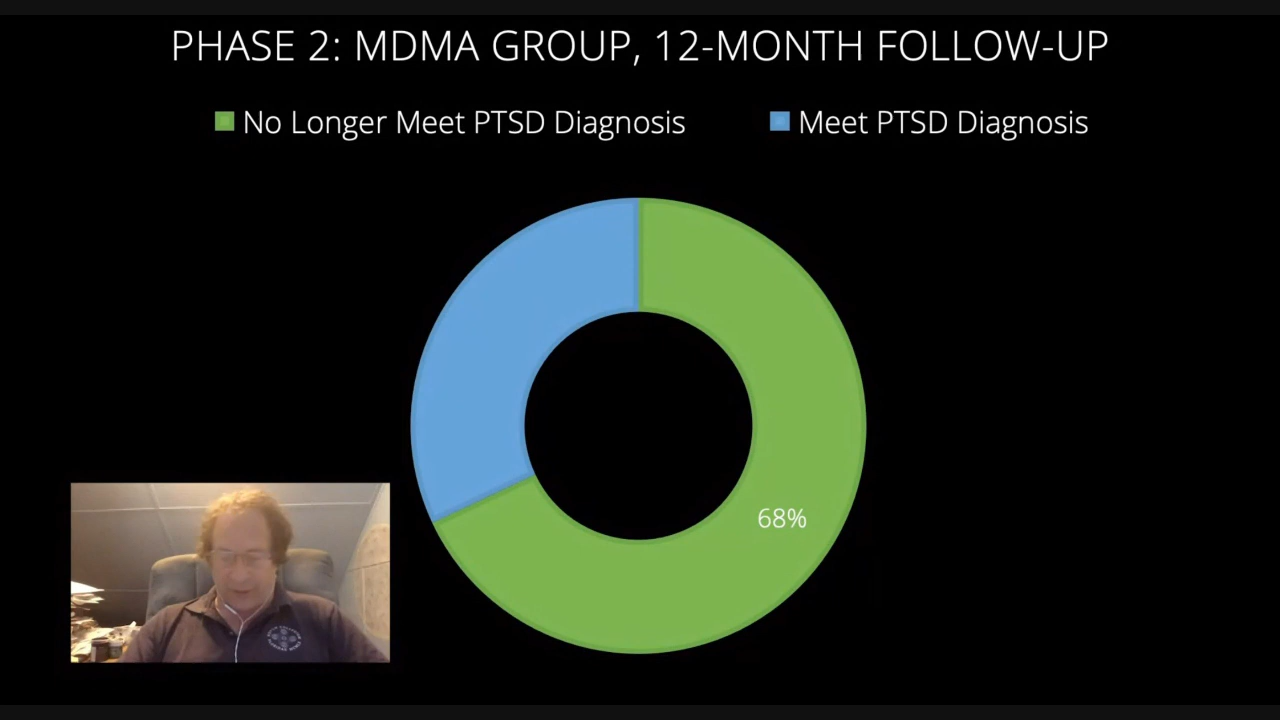 PHASE 2: MDMA GROUP, 12-MONTH FOLLOW-UP
No Longer Meet PTSD Diagnosis
Meet PTSD Diagnosis
68%